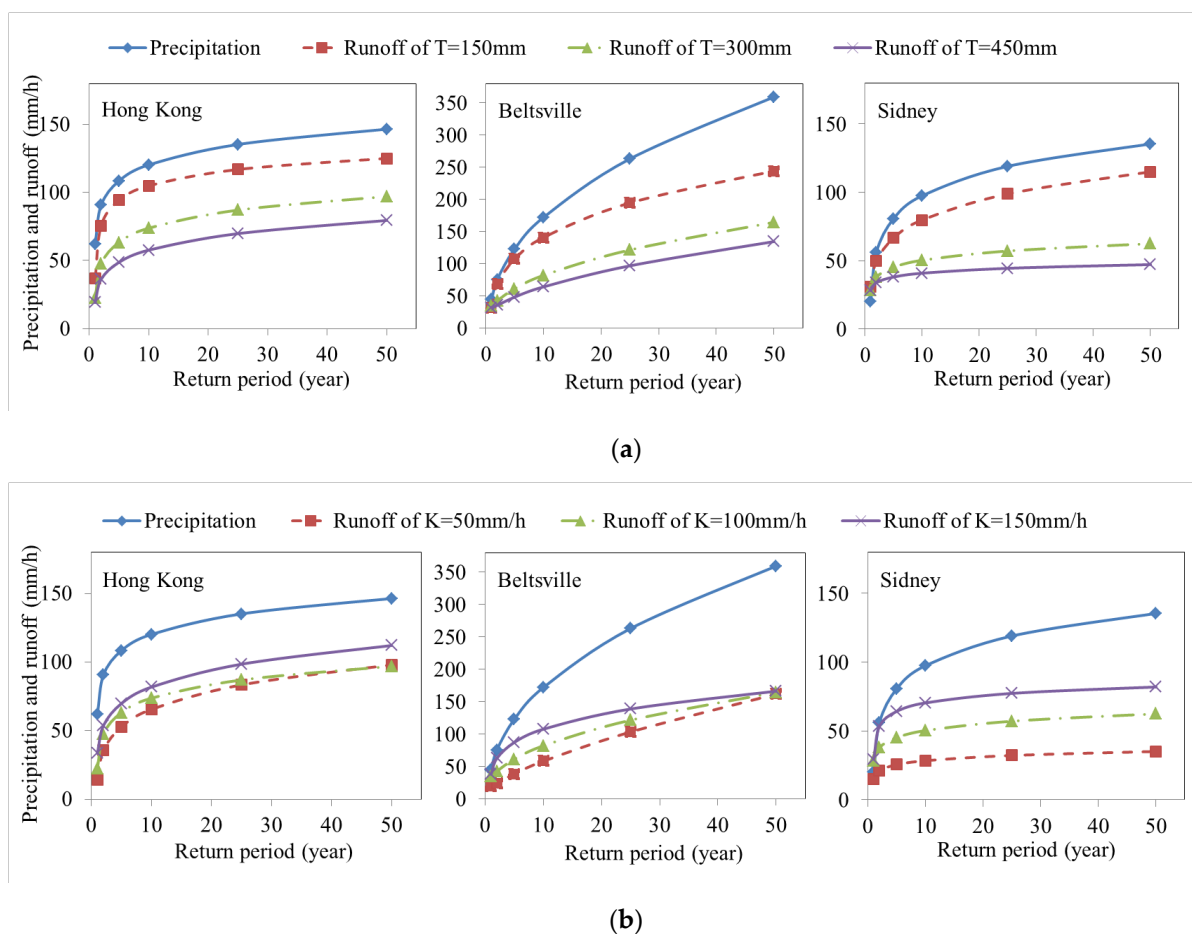 Precipitation Runoff of T=150mm Runoff of T=300mm Runoff of T=450mm
Precipitation and runoff (mm/h)
Hong Kong
150
100
50
0
0 10 20 30 40 50
Return period (year)
Beltsville
350
300
250
200
150
100
50
0
0 10 20 30 40 50
Return period (year)
Sidney
150
100
50
0
0 10 20 30 40 50
Return period (year)
(a)
Precipitation Runoff of K=50mm/h Runoff of K=100mm/h Runoff of K=150mm/h
Precipitation and runoff (mm/h)
Hong Kong
150
100
50
0
0 10 20 30 40 50
Return period (year)
Beltsville
350
300
250
200
150
100
50
0
0 10 20 30 40 50
Return period (year)
Sidney
150
100
50
0
0 10 20 30 40 50
Return period (year)
(b)